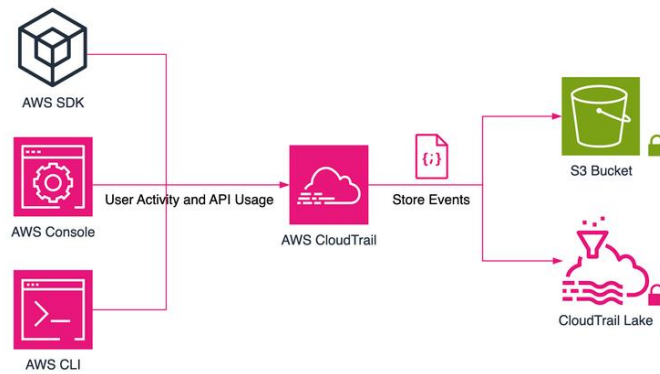 AWS SDK
AWS Console
AWS CLI
User Activity and API Usage
AWS CloudTrail
{;}
Store Events
S3 Bucket
CloudTrail Lake